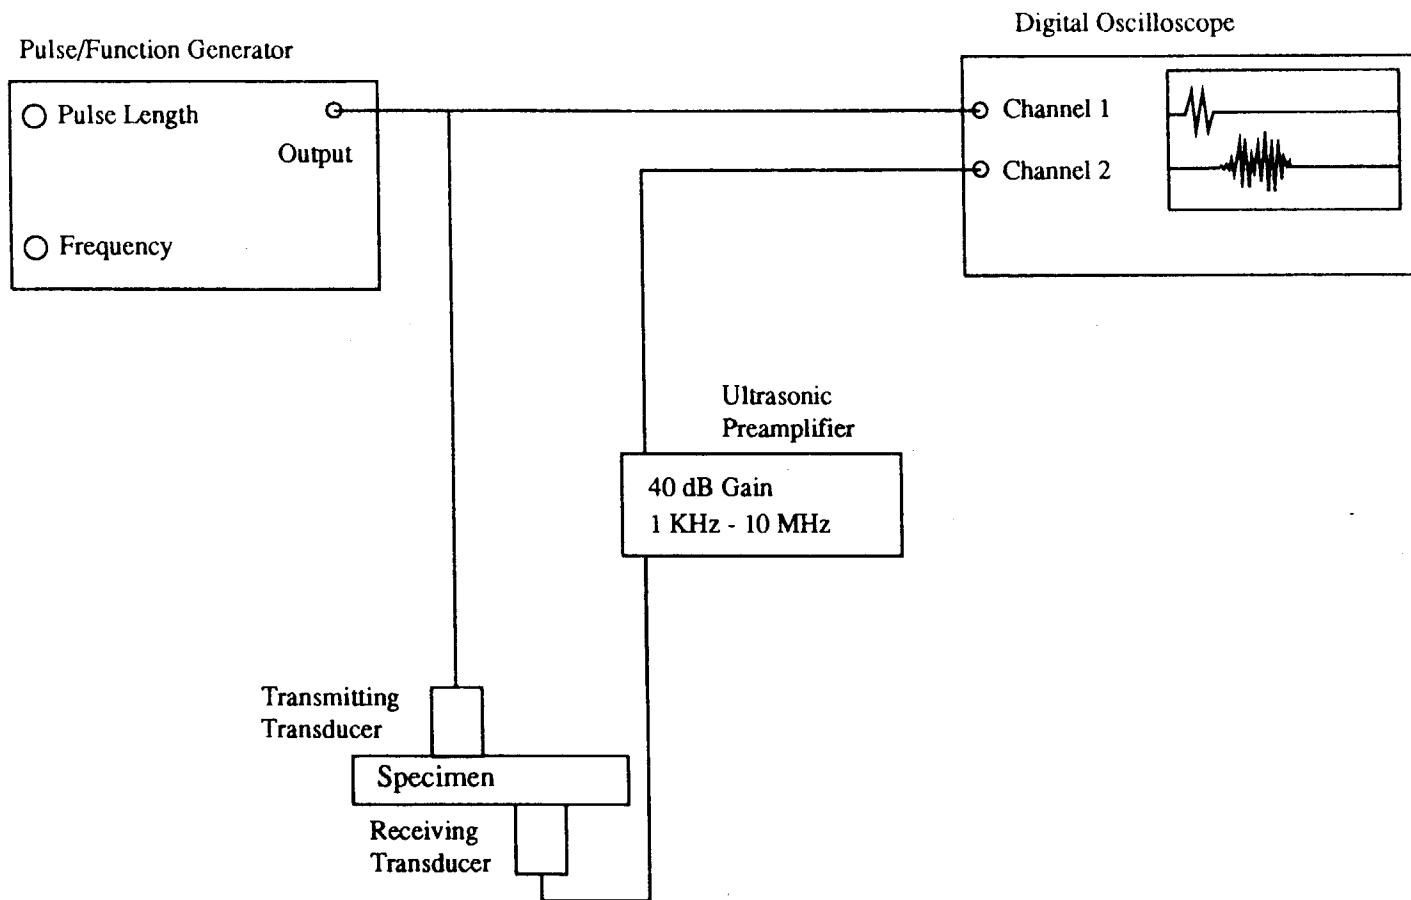 Digital Oscilloscope
Pulse/Function Generator
Pulse Length
Output
Frequency
Channel 1
Channel 2
Ultrasonic
Preamplifier
40 dB Gain
1 KHz - 10 MHz
Transmitting
Transducer
Specimen
Receiving
Transducer